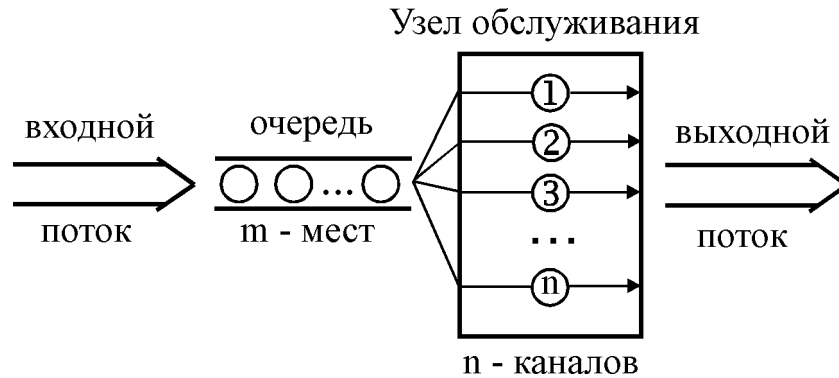 Узел обслуживания
входной
поток
очередь
...
m - мест
1
2
3
...
n
n - каналов
выходной
поток